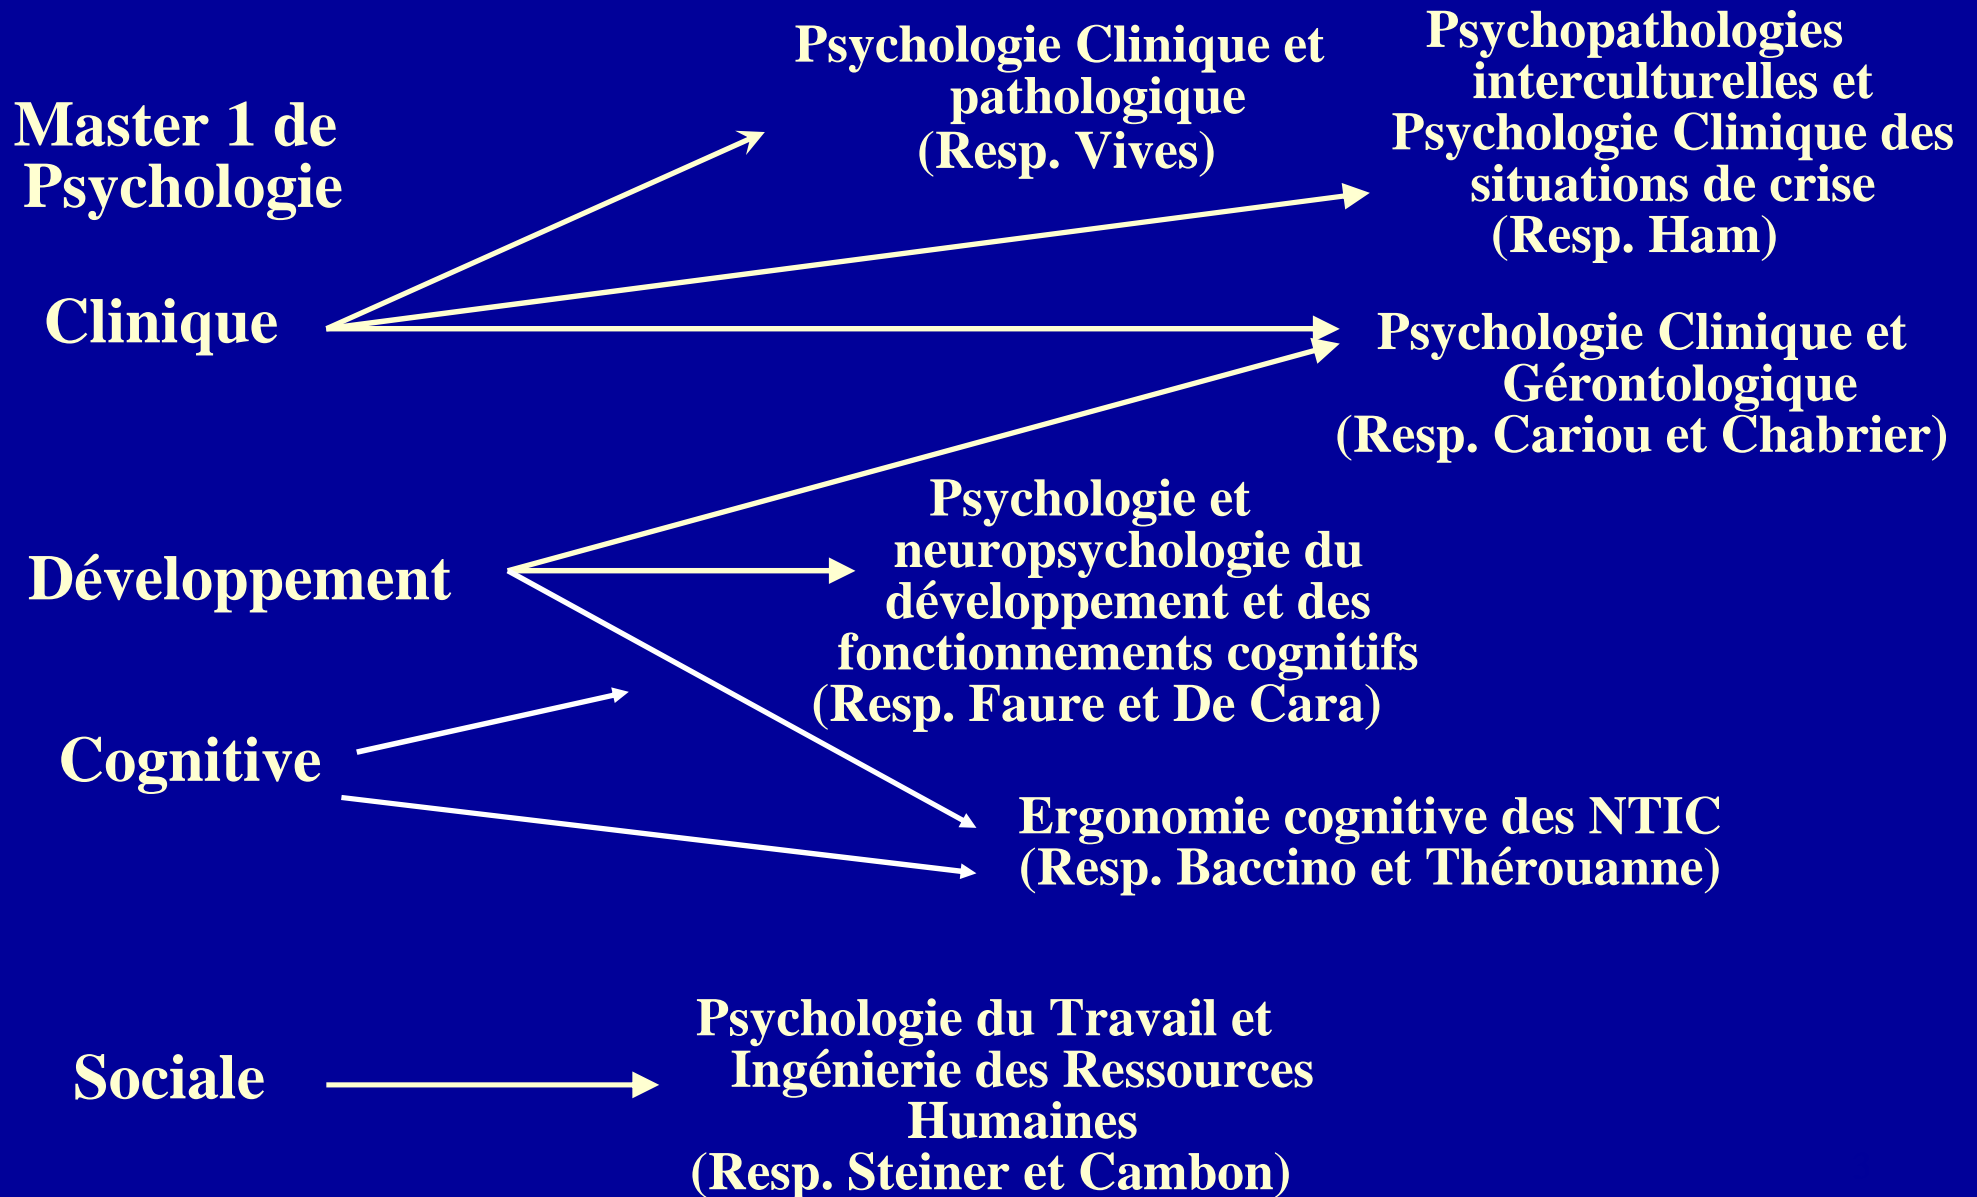 Master 1 de
Psychologie
Psychologie Clinique et
pathologique
(Resp. Vives)
Psychopathologies
interculturelles et
Psychologie Clinique des
situations de crise
(Resp. Ham)
Clinique
Psychologie Clinique et
Gérontologique
(Resp. Cariou et Chabrier)
Développement
Psychologie et
neuropsychologie du
développement et des
fonctionnements cognitifs
(Resp. Faure et De Cara)
Cognitive
Ergonomie cognitive des NTIC
(Resp. Baccino et Thérouanne)
Sociale
Psychologie du Travail et
Ingénierie des Ressources
Humaines
(Resp. Steiner et Cambon)